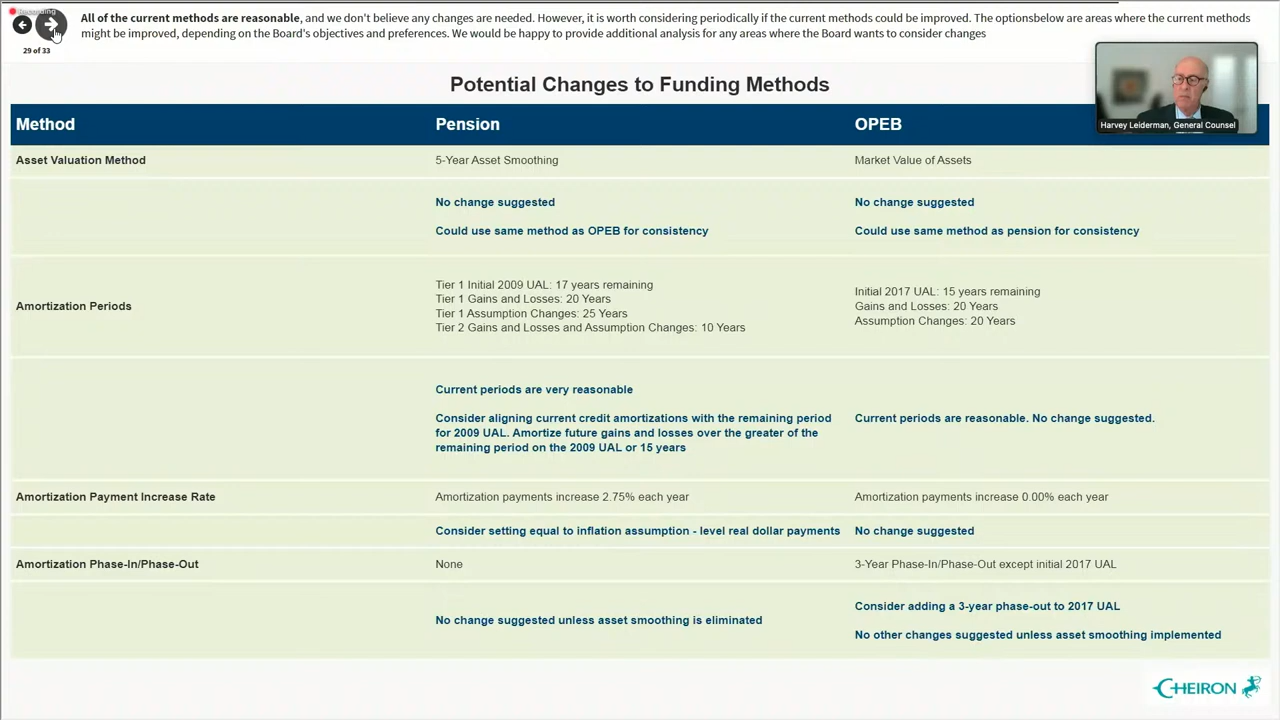 Recording
All of the current methods are reasonable, and we don't believe any changes are needed. However, it is worth considering periodically if the current methods could be improved. The optionsbelow are areas where the current methods
might be improved, depending on the Board's objectives and preferences. We would be happy to provide additional analysis for any areas where the Board wants to consider changes
29 of 33
Harvey Leiderman, General Counsel
Potential Changes to Funding Methods
Method Pension OPEB
Asset Valuation Method 5-Year Asset Smoothing Market Value of Assets
No change suggested No change suggested
Could use same method as OPEB for consistency Could use same method as pension for consistency
Amortization Periods
Tier 1 Initial 2009 UAL: 17 years remaining
Tier 1 Gains and Losses: 20 Years
Tier 1 Assumption Changes: 25 Years
Tier 2 Gains and Losses and Assumption Changes: 10 Years
Initial 2017 UAL: 15 years remaining
Gains and Losses: 20 Years
Assumption Changes: 20 Years
Current periods are very reasonable
Consider aligning current credit amortizations with the remaining period
for 2009 UAL. Amortize future gains and losses over the greater of the
remaining period on the 2009 UAL or 15 years
Current periods are reasonable. No change suggested.
Amortization Payment Increase Rate Amortization payments increase 2.75% each year Amortization payments increase 0.00% each year
Consider setting equal to inflation assumption - level real dollar payments No change suggested
Amortization Phase-In/Phase-Out None 3-Year Phase-In/Phase-Out except initial 2017 UAL
No change suggested unless asset smoothing is eliminated
Consider adding a 3-year phase-out to 2017 UAL
No other changes suggested unless asset smoothing implemented
CHEIRON